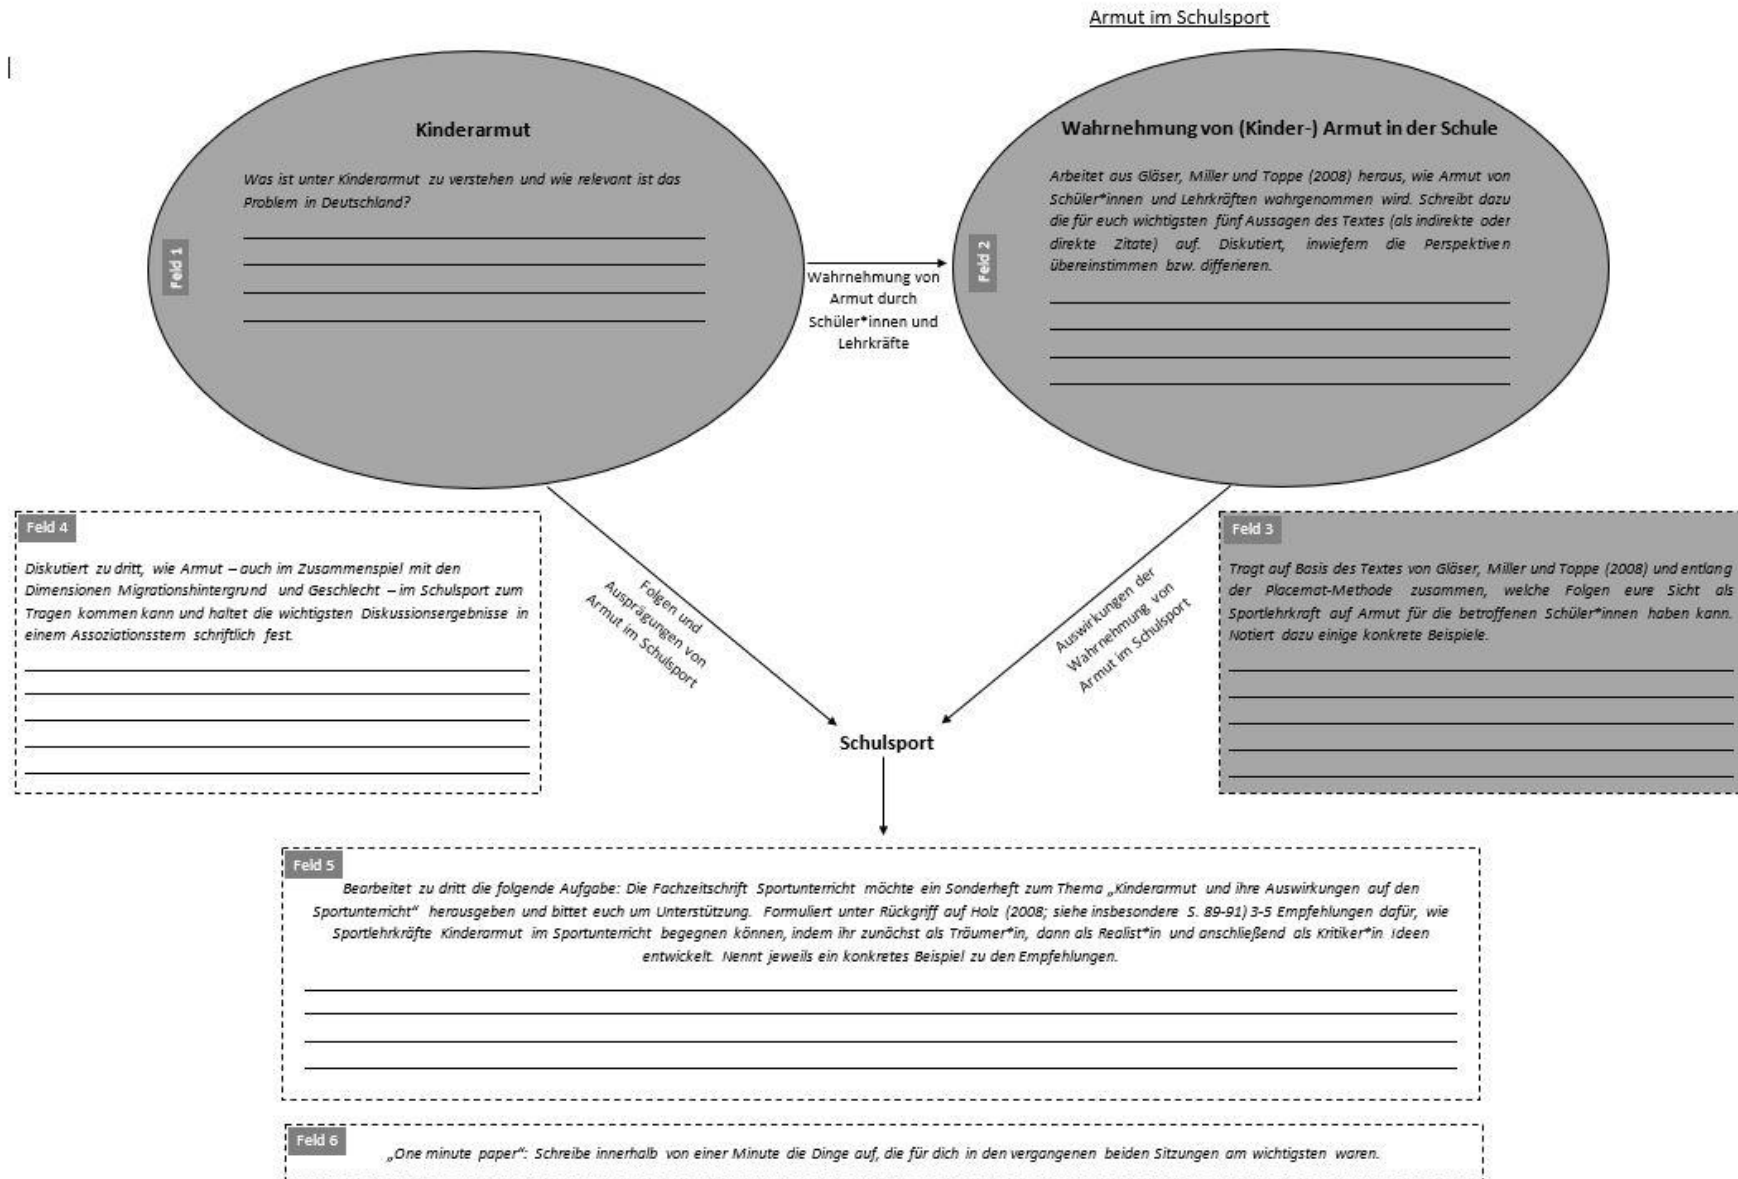 Armut im Schulsport
Kinderarmut
Was ist unter Kinderarmut zu verstehen und wie relevant ist das
Problem in Deutschland?
Feld 1
Wahrnehmung von
Armut durch
Schüler*innen und
Lehrkräfte
Wahrnehmung von (Kinder-) Armut in der Schule
Arbeitet aus Gläser, Miller und Toppe (2008) heraus, wie Armut von
Schüler*innen und Lehrkräften wahrgenommen wird. Schreibt dazu
die für euch wichtigsten fünf Aussagen des Textes (als indirekte oder
direkte Zitate) auf. Diskutiert, inwiefern die Perspektiven
übereinstimmen bzw. differieren.
Feld 2
Feld 4
Diskutiert zu dritt, wie Armut – auch im Zusammenspiel mit den
Dimensionen Migrationshintergrund und Geschlecht – im Schulsport zum
Tragen kommen kann und haltet die wichtigsten Diskussionsergebnisse in
einem Assoziationsstern schriftlich fest.
Folgen und
Ausprägungen von
Armut im Schulsport
Auswirkungen der
Wahrnehmung von
Armut im Schulsport
Feld 3
Tragt auf Basis des Textes von Gläser, Miller und Toppe (2008) und entlang
der Placemat-Methode zusammen, welche Folgen eure Sicht als
Sportlehrkraft auf Armut für die betroffenen Schüler*innen haben kann.
Notiert dazu einige konkrete Beispiele.
Schulsport
Feld 5
Bearbeitet zu dritt die folgende Aufgabe: Die Fachzeitschrift Sportunterricht möchte ein Sonderheft zum Thema „Kinderarmut und ihre Auswirkungen auf den
Sportunterricht“ herausgeben und bittet euch um Unterstützung. Formuliert unter Rückgriff auf Holz (2008; siehe insbesondere S. 89-91) 3-5 Empfehlungen dafür, wie
Sportlehrkräfte Kinderarmut im Sportunterricht begegnen können, indem ihr zunächst als Träumer*in, dann als Realist*in und anschließend als Kritiker*in Ideen
entwickelt. Nennt jeweils ein konkretes Beispiel zu den Empfehlungen.
Feld 6
„One minute paper“: Schreibe innerhalb von einer Minute die Dinge auf, die für dich in den vergangenen beiden Sitzungen am wichtigsten waren.